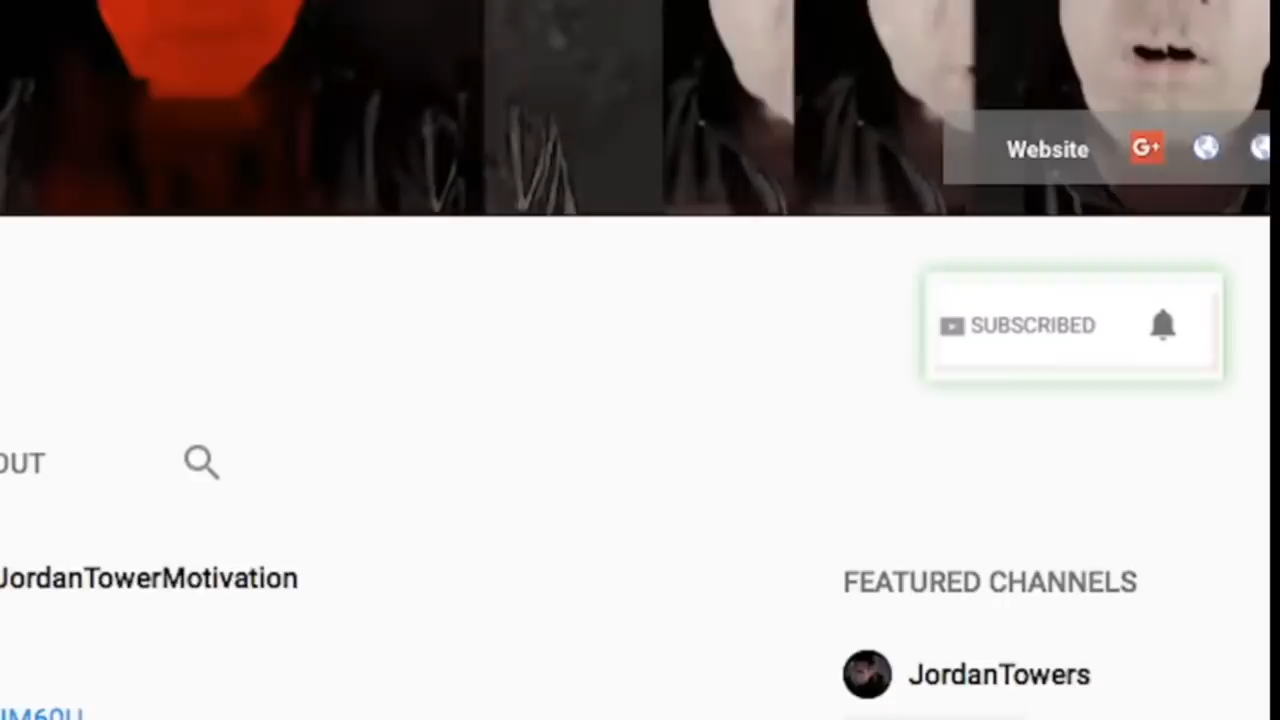 Website G+
SUBSCRIBED
OUT
JordanTowerMotivation
FEATURED CHANNELS
JordanTowers